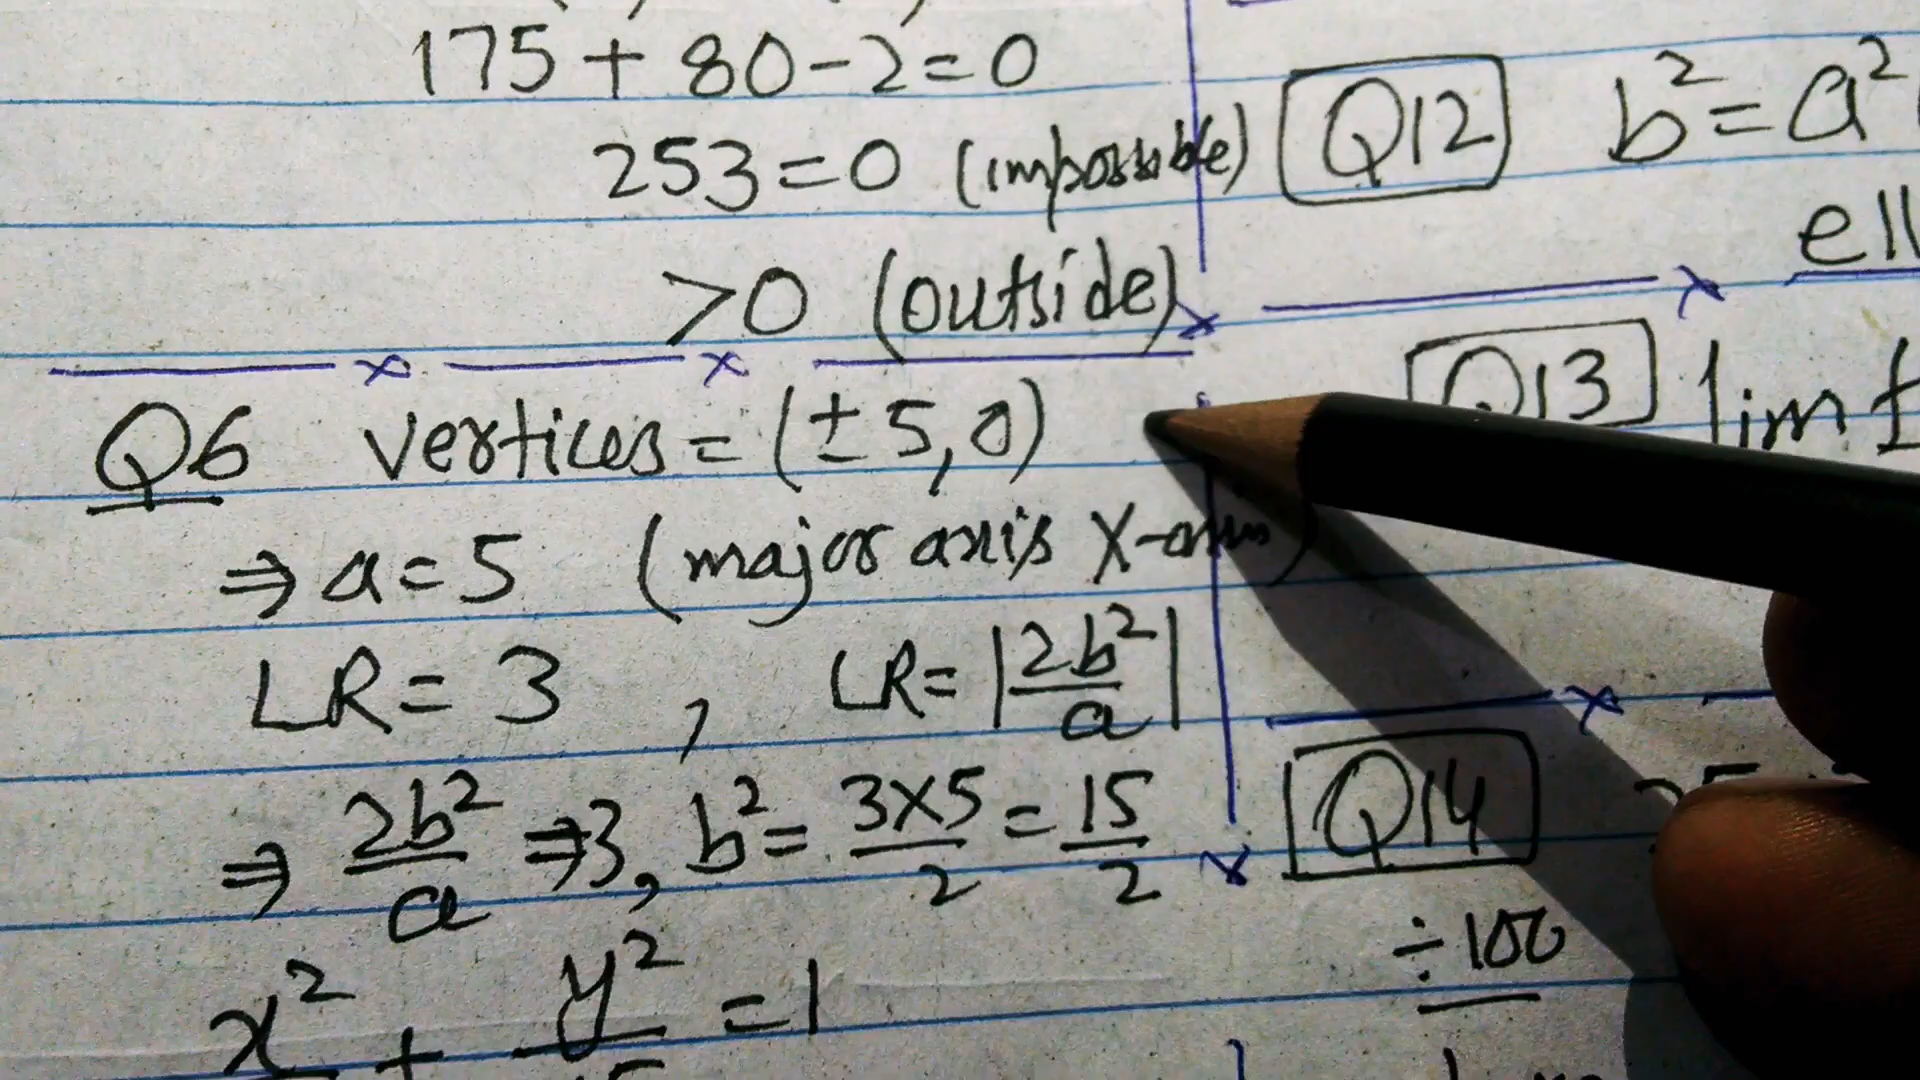 175 + 80 - 2 = 0
253 = 0 (impossible)
> 0 (outside)
Q6 vertices = (± 5, 0)
⇒ a = 5 (major axis X-axis)
LR = 3 , LR = |2b²/a|
⇒ 2b²/a ⇒ 3, b² = 3×5/2 = 15/2
x² + y² = 1
Q12 b² = a²
ell
Q13
Q14
÷100